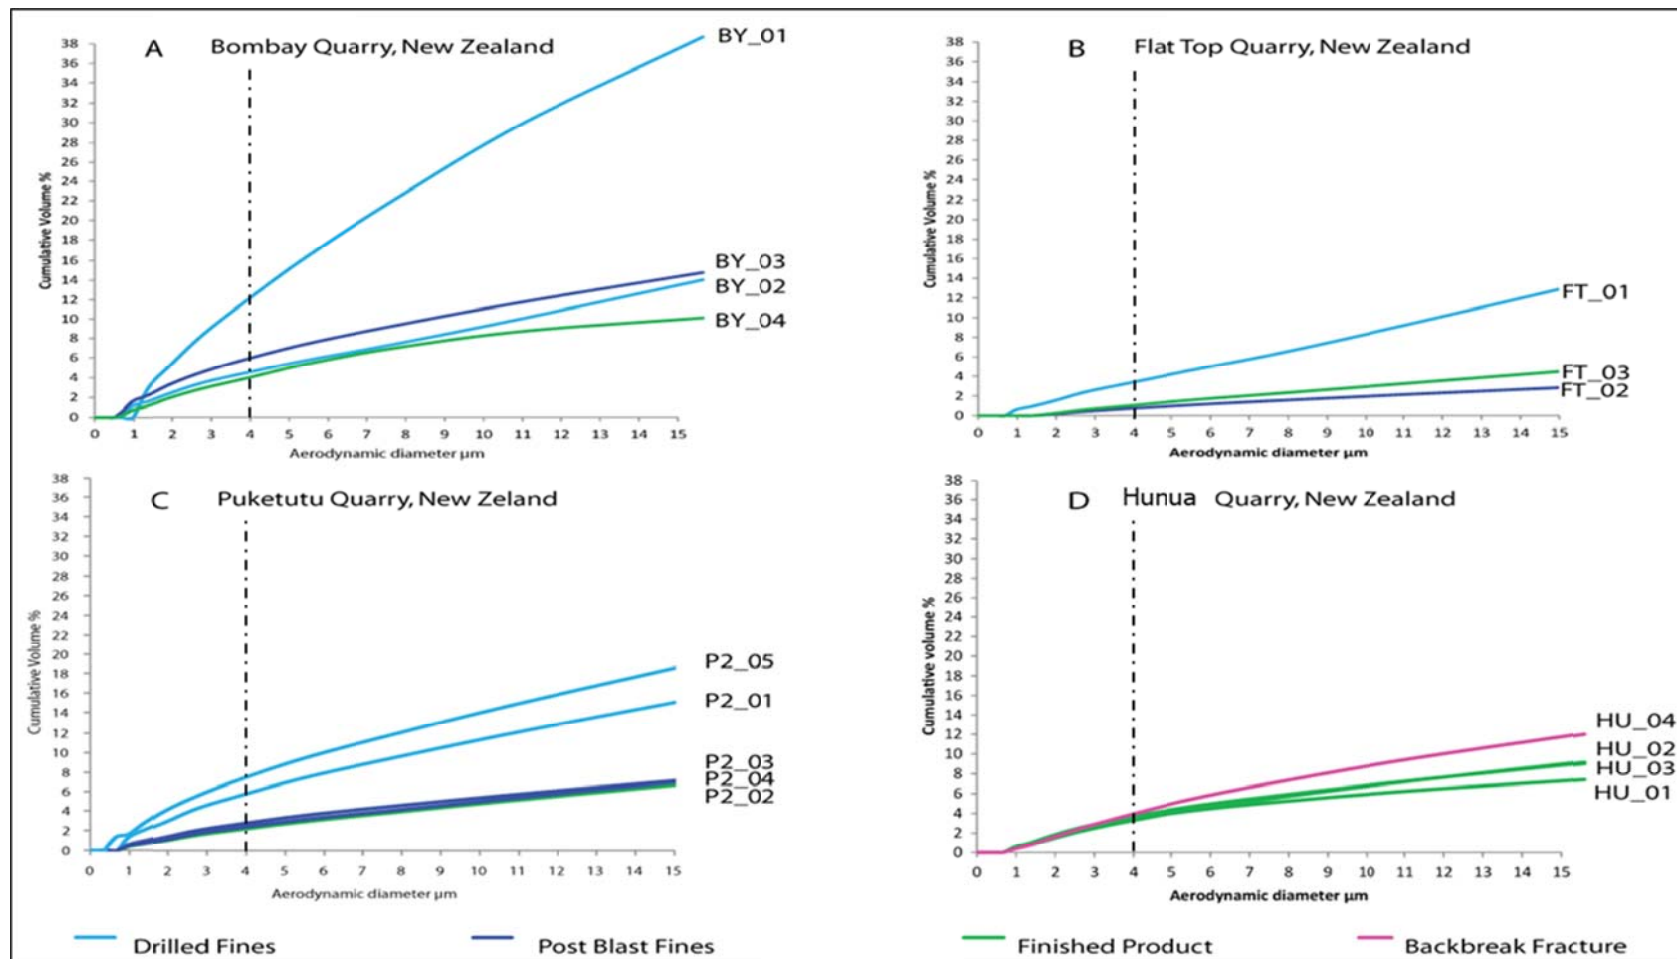 A Bombay Quarry, New Zealand
38
36
34
32
30
28
26
24
22
20
18
16
14
12
10
8
6
4
2
0
Cumulative Volume %
BY_01
BY_03
BY_02
BY_04
0 1 2 3 4 5 6 7 8 9 10 11 12 13 14 15
Aerodynamic diameter μm
B Flat Top Quarry, New Zealand
38
36
34
32
30
28
26
24
22
20
18
16
14
12
10
8
6
4
2
0
Cumulative Volume %
FT_01
FT_03
FT_02
0 1 2 3 4 5 6 7 8 9 10 11 12 13 14 15
Aerodynamic diameter μm
C Puketutu Quarry, New Zeland
38
36
34
32
30
28
26
24
22
20
18
16
14
12
10
8
6
4
2
0
Cumulative Volume %
P2_05
P2_01
P2_03
P2_04
P2_02
0 1 2 3 4 5 6 7 8 9 10 11 12 13 14 15
Aerodynamic diameter μm
D Hunua Quarry, New Zealand
38
36
34
32
30
28
26
24
22
20
18
16
14
12
10
8
6
4
2
0
Cumulative volume %
HU_04
HU_02
HU_03
HU_01
0 1 2 3 4 5 6 7 8 9 10 11 12 13 14 15
Aerodynamic diameter μm
Drilled Fines Post Blast Fines Finished Product Backbreak Fracture